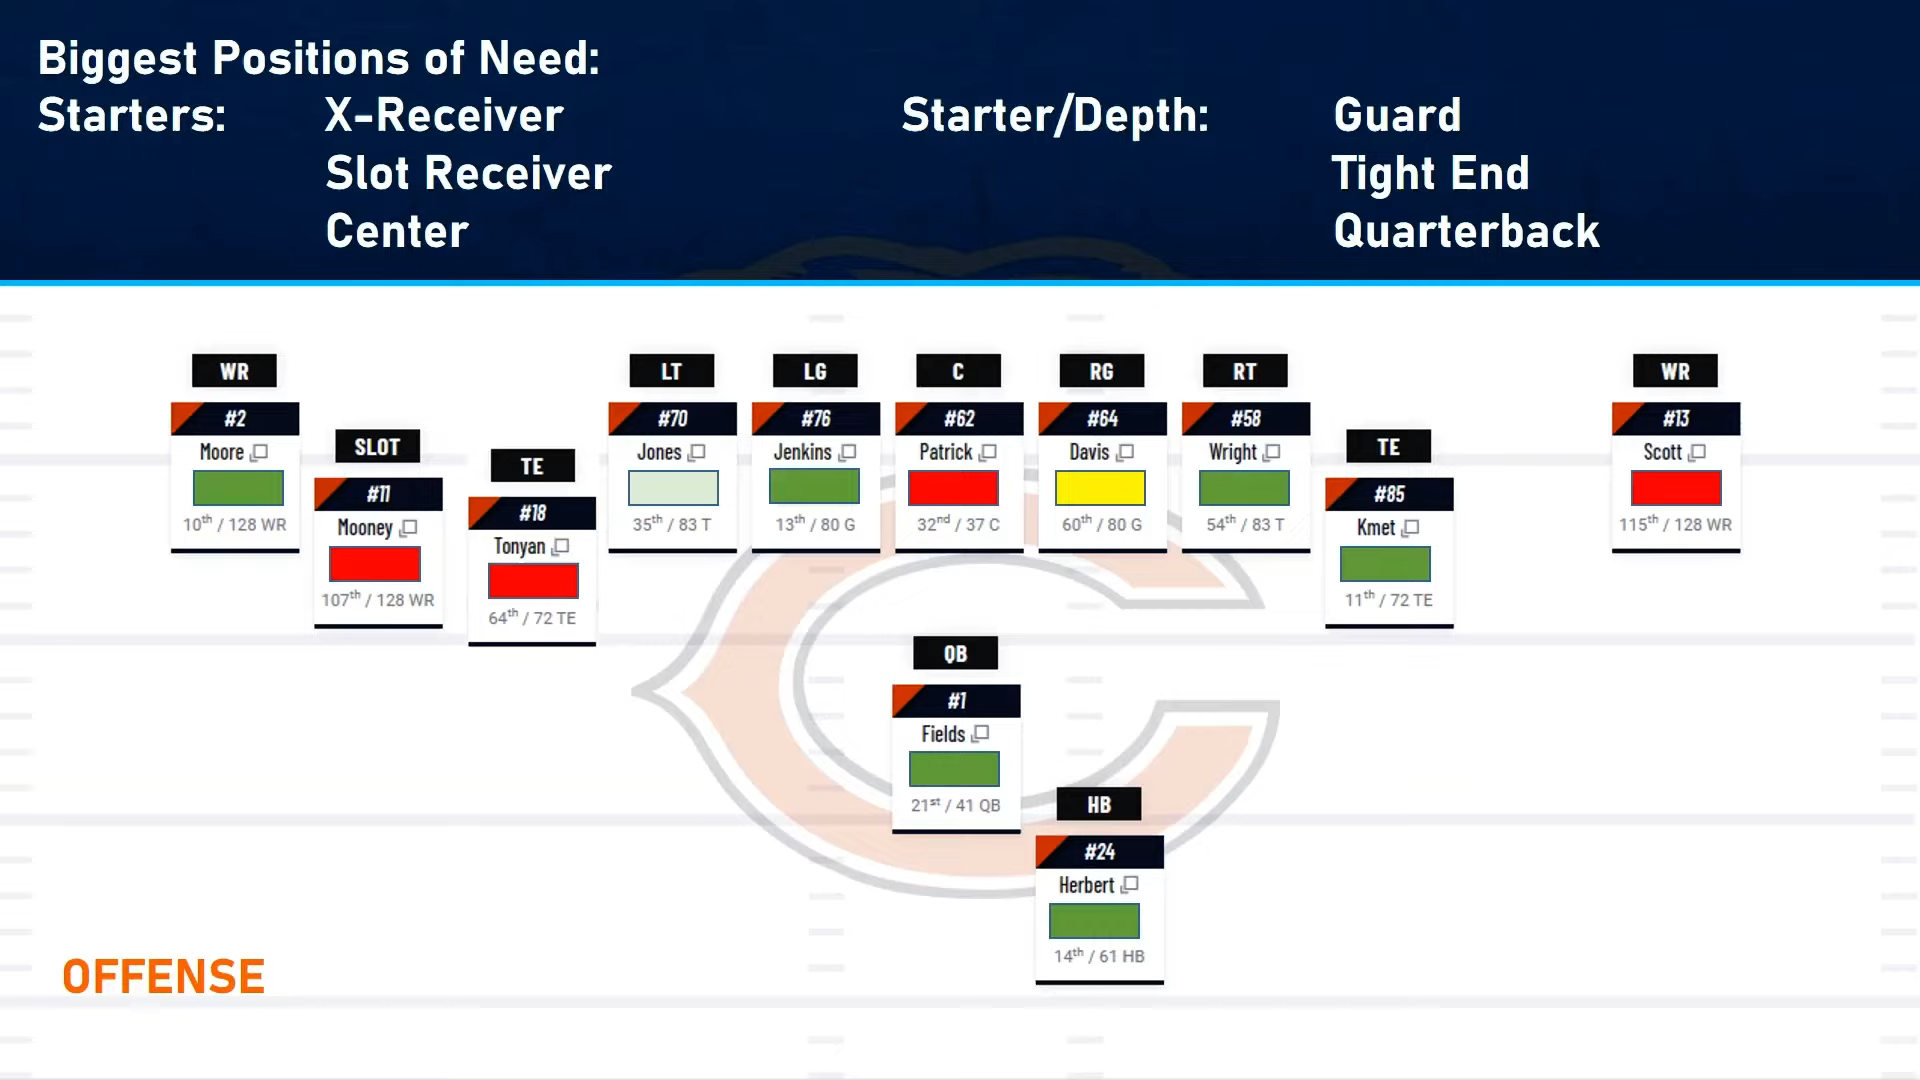 Biggest Positions of Need:
Starters: X-Receiver Starter/Depth: Guard
Slot Receiver Tight End
Center Quarterback
WR
#2
Moore
10th / 128 WR
SLOT
#11
Mooney
107th / 128 WR
TE
#18
Tonyan
64th / 72 TE
LT
#70
Jones
35th / 83 T
LG
#76
Jenkins
13th / 80 G
C
#62
Patrick
32nd / 37 C
RG
#64
Davis
60th / 80 G
RT
#58
Wright
54th / 83 T
TE
#85
Kmet
11th / 72 TE
WR
#13
Scott
115th / 128 WR
QB
#1
Fields
21st / 41 QB
HB
#24
Herbert
14th / 61 HB
OFFENSE